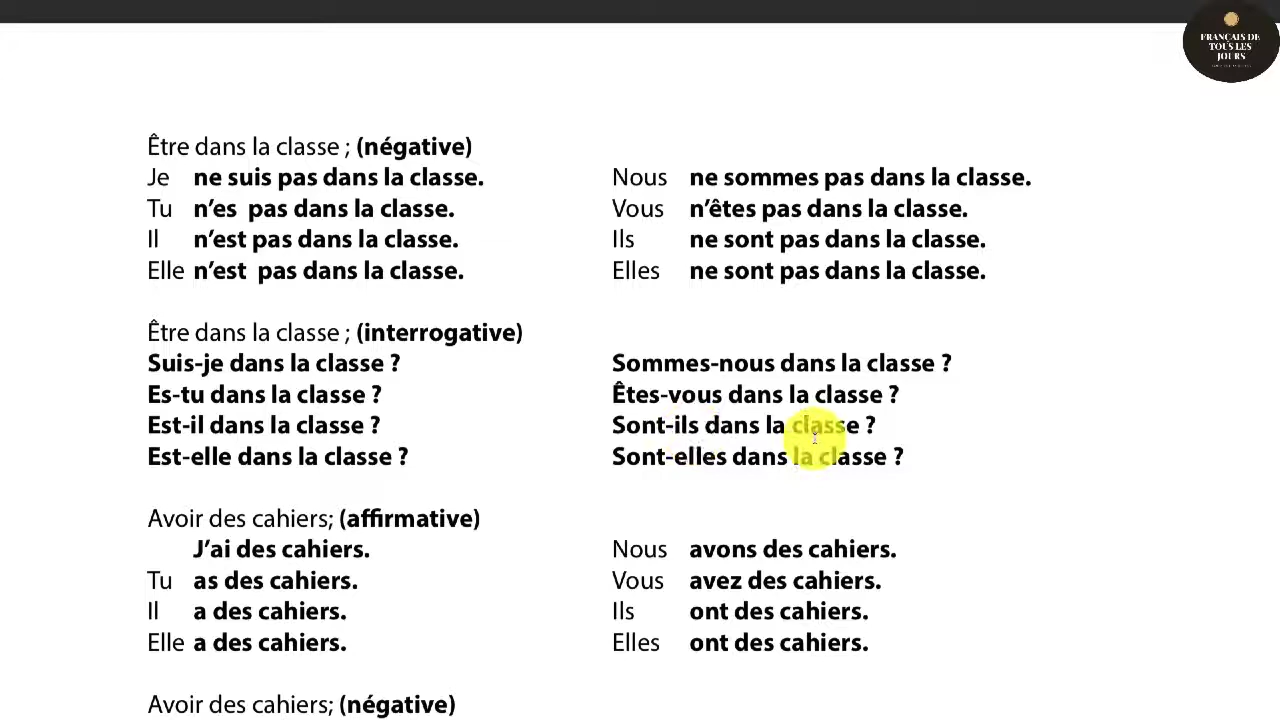 FRANÇAIS DE
TOUS LES
JOURS
Être dans la classe ; (négative)
Je ne suis pas dans la classe.
Tu n’es pas dans la classe.
Il n’est pas dans la classe.
Elle n’est pas dans la classe.
Nous ne sommes pas dans la classe.
Vous n’êtes pas dans la classe.
Ils ne sont pas dans la classe.
Elles ne sont pas dans la classe.
Être dans la classe ; (interrogative)
Suis-je dans la classe ?
Es-tu dans la classe ?
Est-il dans la classe ?
Est-elle dans la classe ?
Sommes-nous dans la classe ?
Êtes-vous dans la classe ?
Sont-ils dans la classe ?
Sont-elles dans la classe ?
Avoir des cahiers; (affirmative)
J’ai des cahiers.
Tu as des cahiers.
Il a des cahiers.
Elle a des cahiers.
Nous avons des cahiers.
Vous avez des cahiers.
Ils ont des cahiers.
Elles ont des cahiers.
Avoir des cahiers; (négative)